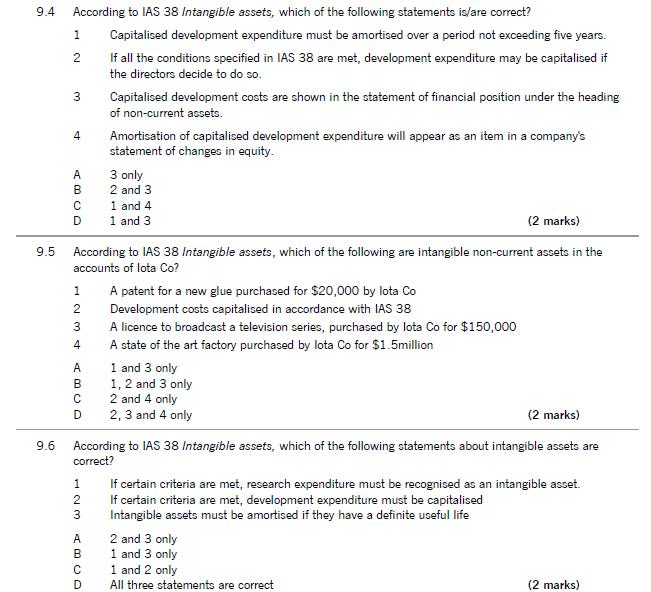 9.4 According to IAS 38 Intangible assets, which of the following statements is/are correct?
1 Capitalised development expenditure must be amortised over a period not exceeding five years.
2 If all the conditions specified in IAS 38 are met, development expenditure may be capitalised if
the directors decide to do so.
3 Capitalised development costs are shown in the statement of financial position under the heading
of non-current assets.
4 Amortisation of capitalised development expenditure will appear as an item in a company's
statement of changes in equity.
A 3 only
B 2 and 3
C 1 and 4
D 1 and 3 (2 marks)
9.5 According to IAS 38 Intangible assets, which of the following are intangible non-current assets in the
accounts of Iota Co?
1 A patent for a new glue purchased for $20,000 by Iota Co
2 Development costs capitalised in accordance with IAS 38
3 A licence to broadcast a television series, purchased by Iota Co for $150,000
4 A state of the art factory purchased by Iota Co for $1.5million
A 1 and 3 only
B 1, 2 and 3 only
C 2 and 4 only
D 2, 3 and 4 only (2 marks)
9.6 According to IAS 38 Intangible assets, which of the following statements about intangible assets are
correct?
1 If certain criteria are met, research expenditure must be recognised as an intangible asset.
2 If certain criteria are met, development expenditure must be capitalised
3 Intangible assets must be amortised if they have a definite useful life
A 2 and 3 only
B 1 and 3 only
C 1 and 2 only
D All three statements are correct (2 marks)